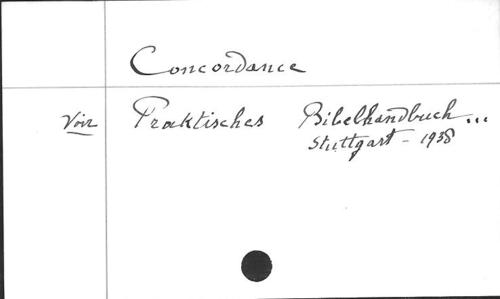 Concordance
Voir Praktisches Bibelhandbuch ...
Stuttgart - 1938